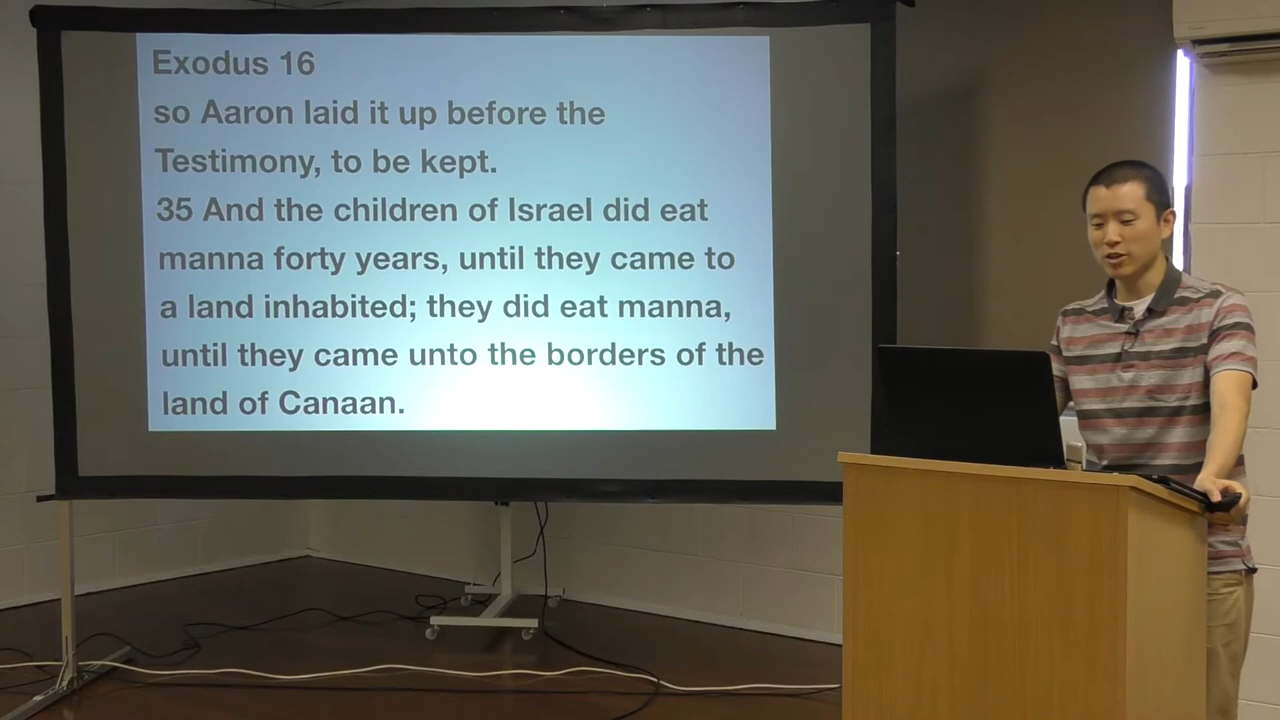 Exodus 16
so Aaron laid it up before the
Testimony, to be kept.
35 And the children of Israel did eat
manna forty years, until they came to
a land inhabited; they did eat manna,
until they came unto the borders of the
land of Canaan.